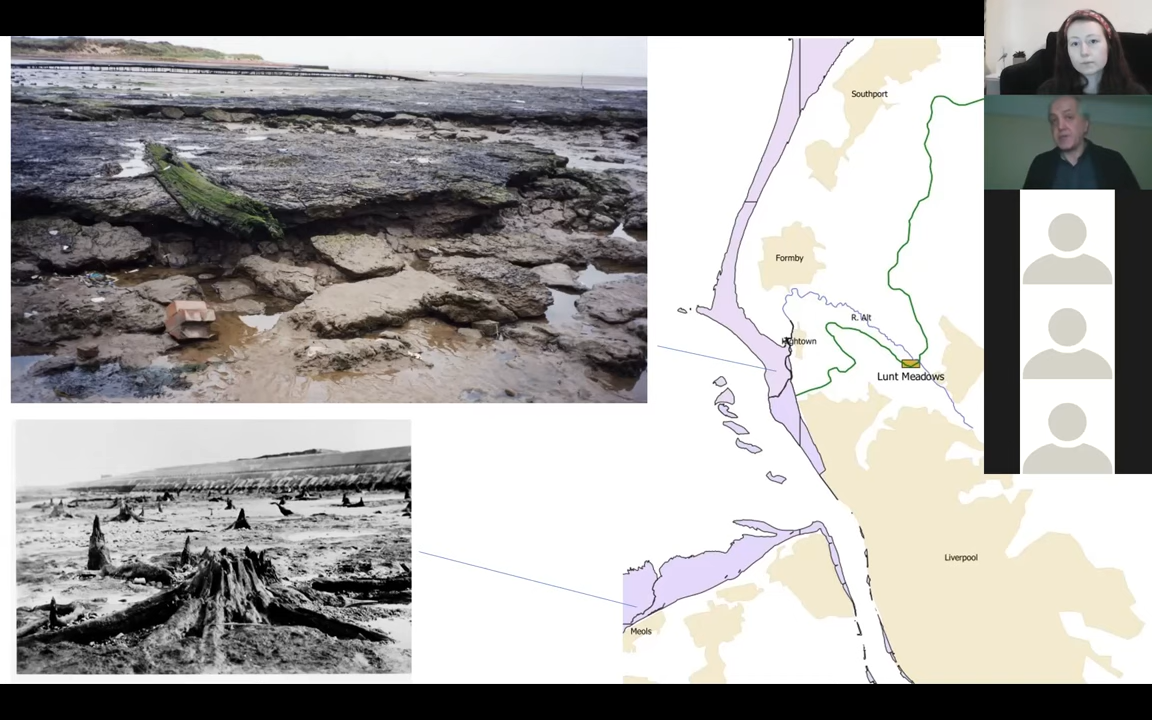 Southport
Formby
R. Alt
Hightown
Lunt Meadows
Liverpool
Meols